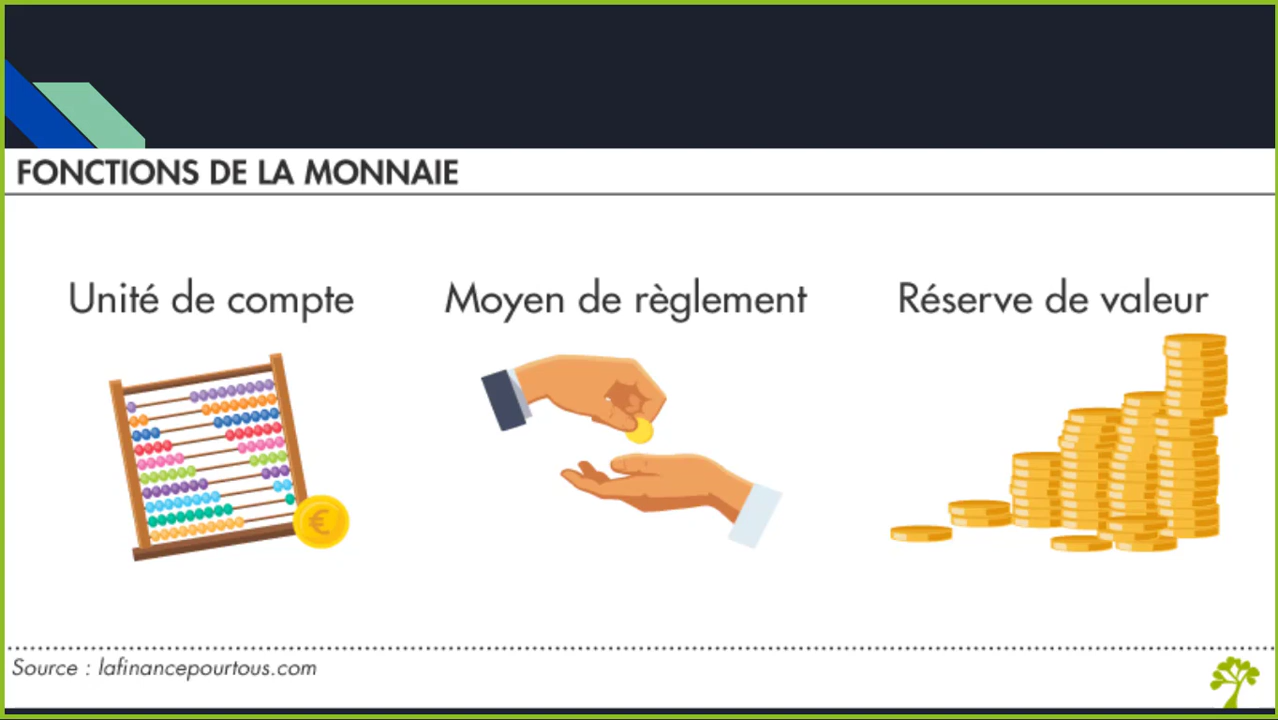 FONCTIONS DE LA MONNAIE
Unité de compte
Moyen de règlement
Réserve de valeur
€
Source : lafinancepourtous.com